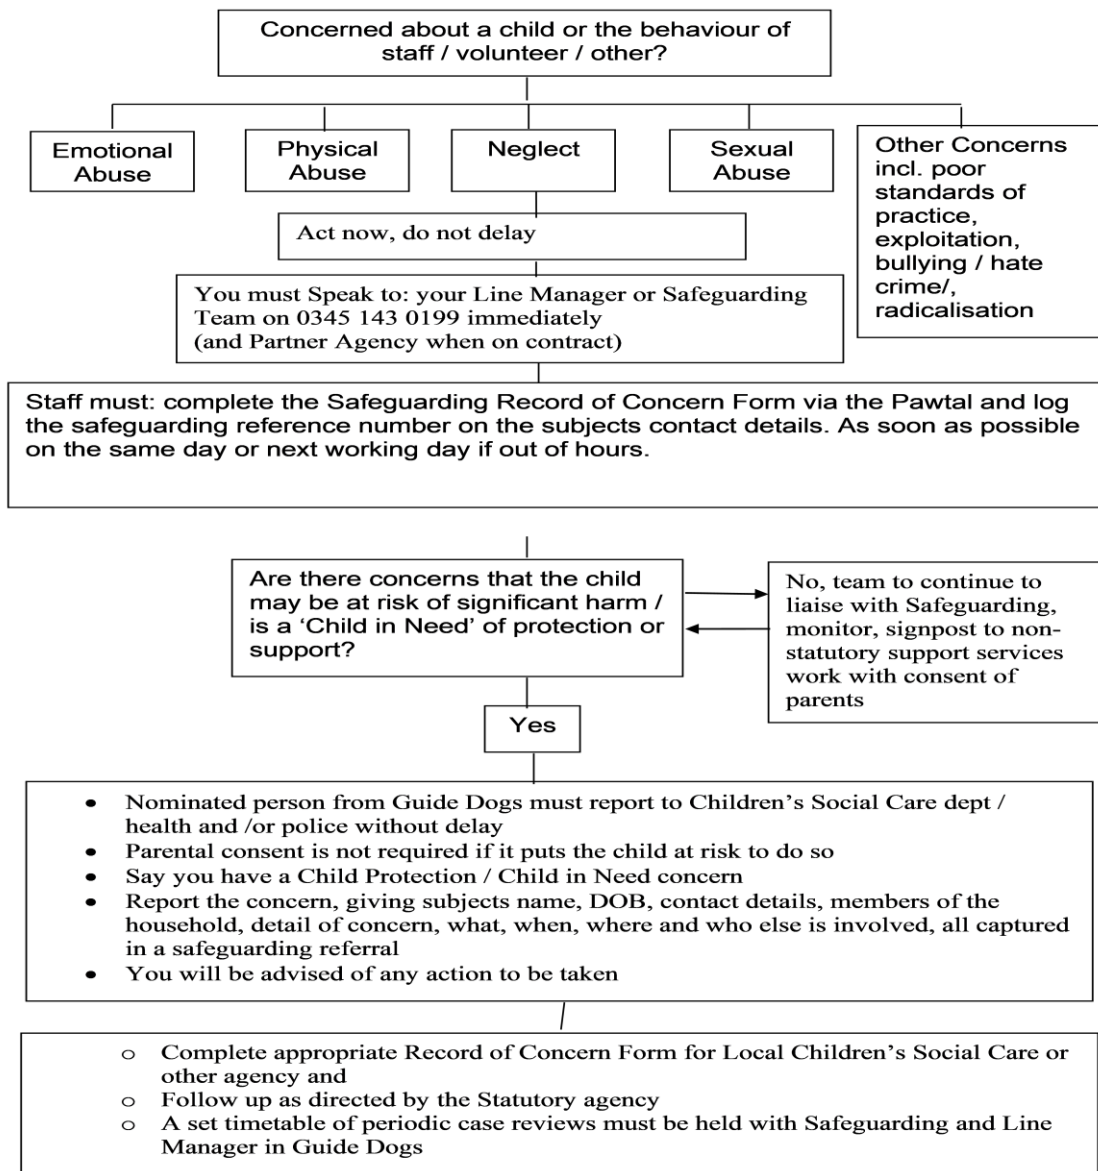 Concerned about a child or the behaviour of
staff / volunteer / other?
Emotional
Abuse
Physical
Abuse
Neglect
Sexual
Abuse
Other Concerns
incl. poor
standards of
practice,
exploitation,
bullying / hate
crime/,
radicalisation
Act now, do not delay
You must Speak to: your Line Manager or Safeguarding
Team on 0345 143 0199 immediately
(and Partner Agency when on contract)
Staff must: complete the Safeguarding Record of Concern Form via the Pawtal and log
the safeguarding reference number on the subjects contact details. As soon as possible
on the same day or next working day if out of hours.
Are there concerns that the child
may be at risk of significant harm /
is a ‘Child in Need’ of protection or
support?
No, team to continue to
liaise with Safeguarding,
monitor, signpost to non-
statutory support services
work with consent of
parents
Yes
• Nominated person from Guide Dogs must report to Children’s Social Care dept /
health and /or police without delay
• Parental consent is not required if it puts the child at risk to do so
• Say you have a Child Protection / Child in Need concern
• Report the concern, giving subjects name, DOB, contact details, members of the
household, detail of concern, what, when, where and who else is involved, all captured
in a safeguarding referral
• You will be advised of any action to be taken
o Complete appropriate Record of Concern Form for Local Children’s Social Care or
other agency and
o Follow up as directed by the Statutory agency
o A set timetable of periodic case reviews must be held with Safeguarding and Line
Manager in Guide Dogs